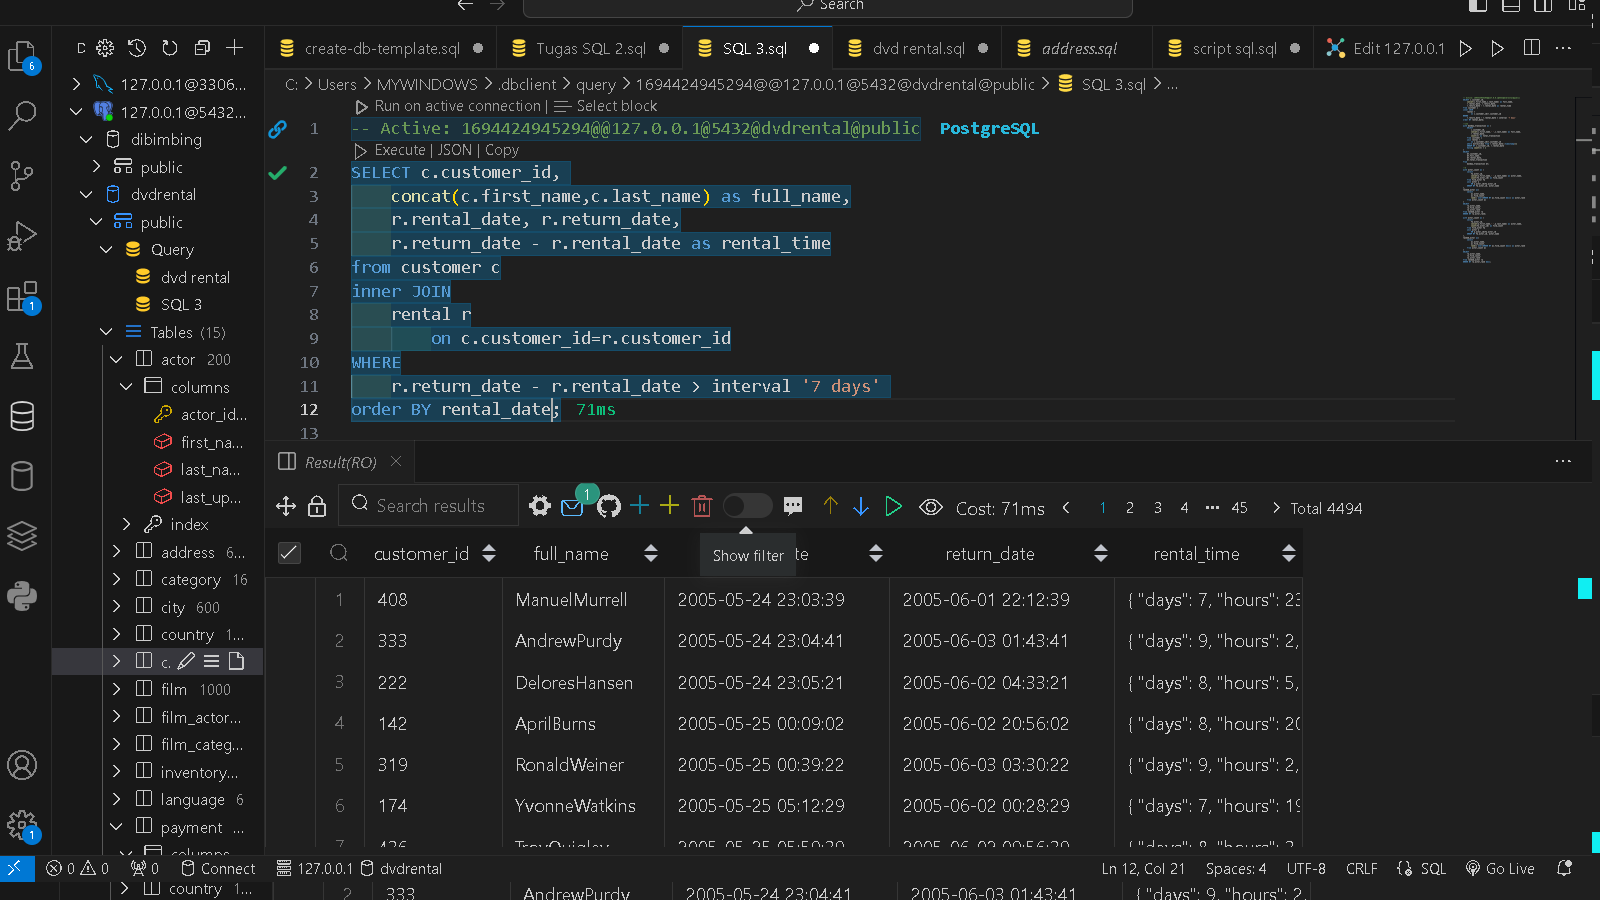 Search
create-db-template.sql
Tugas SQL 2.sql
SQL 3.sql
dvd rental.sql
address.sql
script sql.sql
Edit 127.0.0.1
C: > Users > MYWINDOWS > .dbclient > query > 1694424945294@@127.0.0.1@5432@dvdrental@public > SQL 3.sql > ...
Run on active connection | Select block
1 -- Active: 1694424945294@@127.0.0.1@5432@dvdrental@public PostgreSQL
Execute | JSON | Copy
2 SELECT c.customer_id,
3 concat(c.first_name,c.last_name) as full_name,
4 r.rental_date, r.return_date,
5 r.return_date - r.rental_date as rental_time
6 from customer c
7 inner JOIN
8 rental r
9 on c.customer_id=r.customer_id
10 WHERE
11 r.return_date - r.rental_date > interval '7 days'
12 order BY rental_date; 71ms
13
6
1
1
127.0.0.1@3306...
127.0.0.1@5432...
dibimbing
public
dvdrental
public
Query
dvd rental
SQL 3
Tables (15)
actor 200
columns
actor_id...
first_na...
last_na...
last_up...
index
address 6...
category 16
city 600
country 1...
c.
film 1000
film_actor...
film_categ...
inventory...
language 6
payment ...
columns
country 1...
Result(RO)
Search results
1
Cost: 71ms < 1 2 3 4 ... 45 > Total 4494
Show filter
customer_id full_name te return_date rental_time
1 408 ManuelMurrell 2005-05-24 23:03:39 2005-06-01 22:12:39 { "days": 7, "hours": 23
2 333 AndrewPurdy 2005-05-24 23:04:41 2005-06-03 01:43:41 { "days": 9, "hours": 2,
3 222 DeloresHansen 2005-05-24 23:05:21 2005-06-02 04:33:21 { "days": 8, "hours": 5,
4 142 AprilBurns 2005-05-25 00:09:02 2005-06-02 20:56:02 { "days": 8, "hours": 20
5 319 RonaldWeiner 2005-05-25 00:39:22 2005-06-03 03:30:22 { "days": 9, "hours": 2,
6 174 YvonneWatkins 2005-05-25 05:12:29 2005-06-02 00:28:29 { "days": 7, "hours": 19
0 0 0 Connect 127.0.0.1 dvdrental
Ln 12, Col 21 Spaces: 4 UTF-8 CRLF SQL Go Live
2 333 AndrewPurdy 2005-05-24 23:04:41 2005-06-03 01:43:41 { "days": 9, "hours": 2,